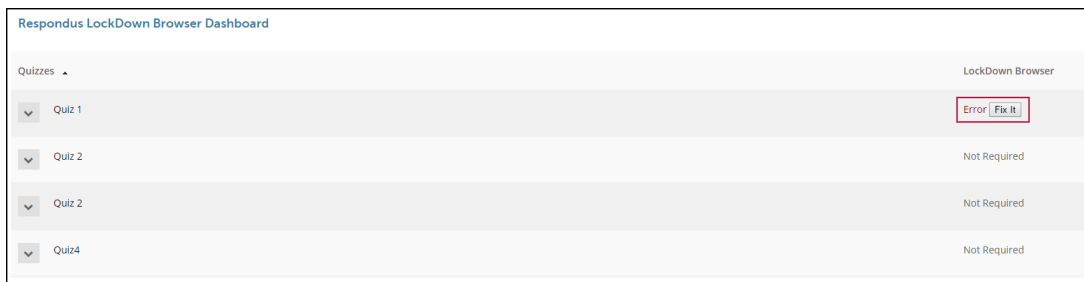 Respondus LockDown Browser Dashboard
Quizzes LockDown Browser
Quiz 1 Error Fix It
Quiz 2 Not Required
Quiz 2 Not Required
Quiz4 Not Required